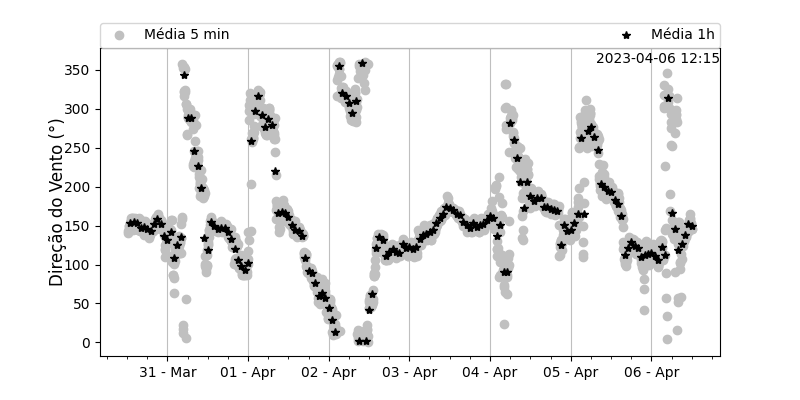 Média 5 min
Média 1h
2023-04-06 12:15
Direção do Vento (°)
350
300
250
200
150
100
50
0
31 - Mar
01 - Apr
02 - Apr
03 - Apr
04 - Apr
05 - Apr
06 - Apr